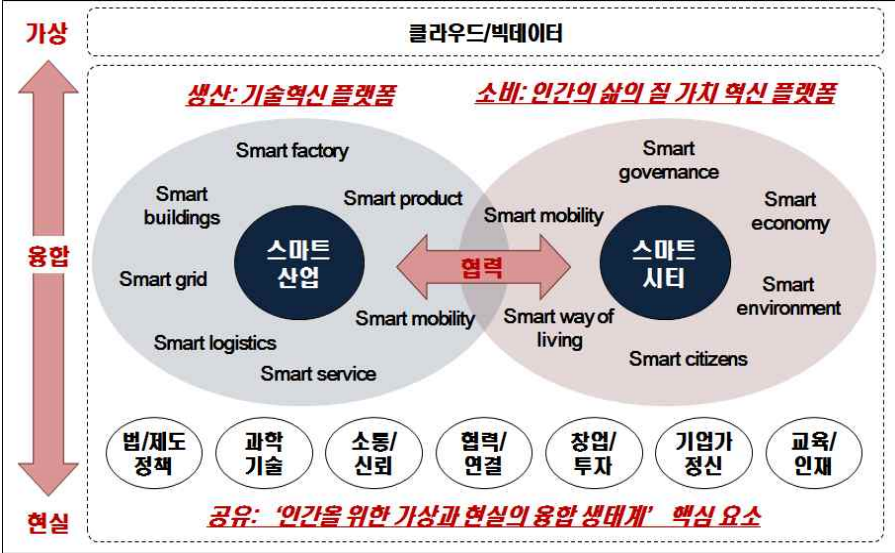 가상
클라우드/빅데이터
생산: 기술혁신 플랫폼
소비: 인간의 삶의 질 가치 혁신 플랫폼
Smart factory
Smart
buildings
Smart product
스마트
산업
Smart grid
Smart mobility
Smart logistics
Smart service
융합
협력
Smart
governance
Smart mobility
Smart
economy
스마트
시티
Smart
environment
Smart way of
living
Smart citizens
법/제도
정책
과학
기술
소통/
신뢰
협력/
연결
창업/
투자
기업가
정신
교육/
인재
현실
공유: ‘인간을 위한 가상과 현실의 융합 생태계’ 핵심 요소